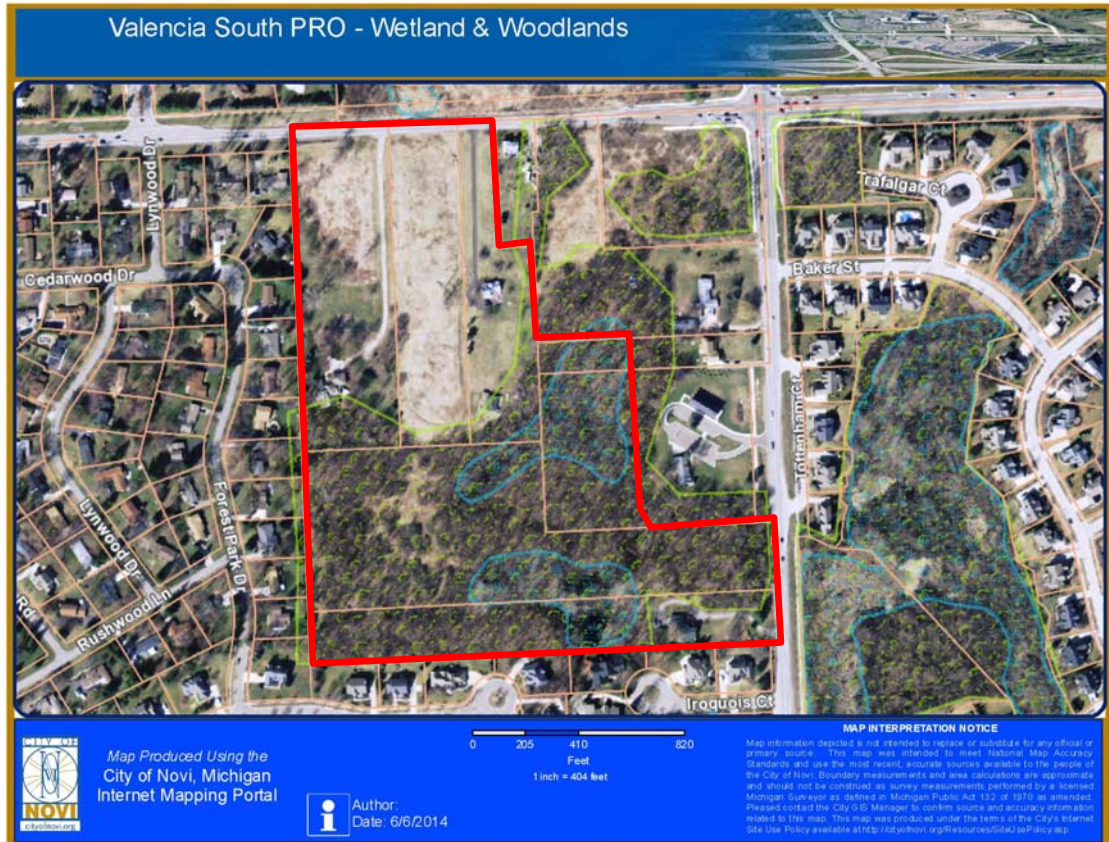 Valencia South PRO - Wetland & Woodlands
Lynwood Dr
Cedarwood Dr
Trafalgar Ct
Baker St
Tottenham Ct
Forest Park Dr
Lynwood Dr
Rushwood Ln
Rd
Iroquois Ct
CITY OF
NOVI
cityofnovi.org
Map Produced Using the
City of Novi, Michigan
Internet Mapping Portal
0 205 410 820
Feet
1 inch = 404 feet
i
Author:
Date: 6/6/2014
MAP INTERPRETATION NOTICE
Map information depicted is not intended to replace or substitute for any official or
primary source. This map was intended to meet National Map Accuracy
Standards and use the most recent, accurate sources available to the people of
the City of Novi. Boundary measurements and area calculations are approximate
and should not be construed as survey measurements performed by a licensed
Michigan Surveyor as defined in Michigan Public Act 132 of 1970 as amended.
Pleased contact the City GIS Manager to confirm source and accuracy information
related to this map. This map was produced under the terms of the City's Internet
Site Use Policy available at http://cityofnovi.org/Resources/SiteUsePolicy.asp